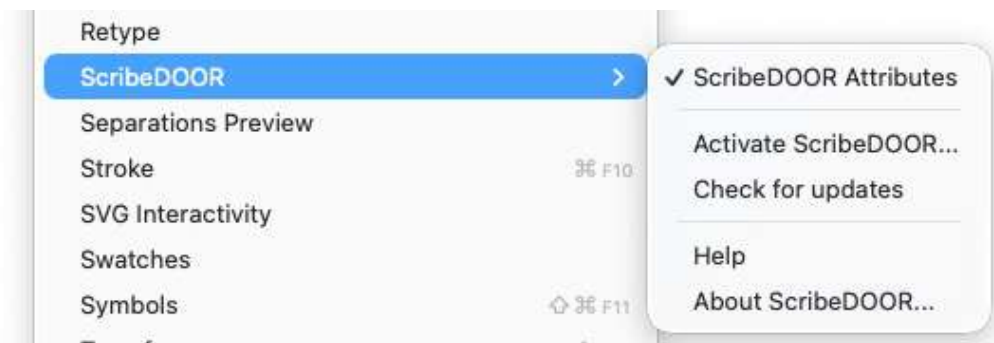 Retype
ScribeDOOR
Separations Preview
Stroke ⌘ F10
SVG Interactivity
Swatches
Symbols ⇧ ⌘ F11
✓ ScribeDOOR Attributes
Activate ScribeDOOR...
Check for updates
Help
About ScribeDOOR...